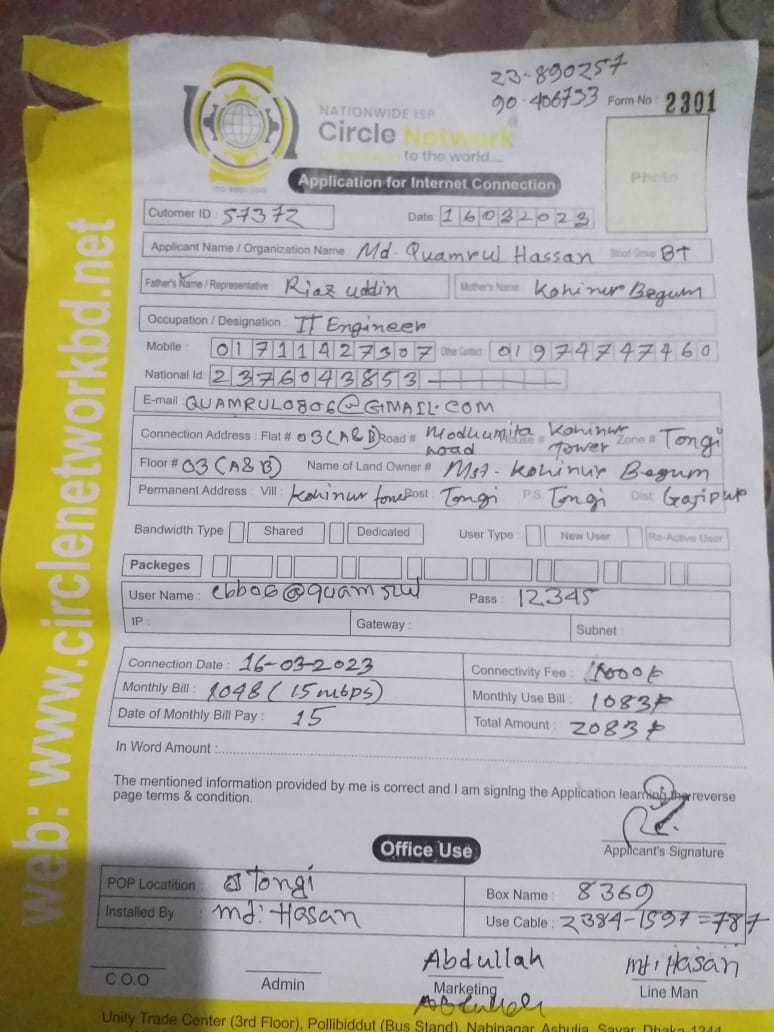 23-890257
90-406733
Form No : 2301
NATIONWIDE ISP
Circle Network
to the world....
Photo
Application for Internet Connection
Cutomer ID : 57372 Date: 16032023
Applicant Name / Organization Name Md. Quamrul Hassan Blood Group B+
Father's Name / Representative Riaz uddin Mother's Name Kohinur Begum
Occupation / Designation : IT Engineer
Mobile : 01711427307 Other Contact 01974747460
National Id: 2376043853
E-mail : QUAMRUL0806@GMAIL.COM
Connection Address : Flat # 03(A&B) Road # Modhumita road House # Kohinur tower Zone # Tongi
Floor # 03 (A&B) Name of Land Owner # Mst- Kohinur Begum
Permanent Address : Vill : Kohinur Post Tongi P.S. Tongi Dist: Gazipur
Bandwidth Type Shared Dedicated User Type : New User Re-Active User
Packeges
User Name : Pass : 12345
IP : Gateway : Subnet :
Connection Date : 16-03-2023 Connectivity Fee : 1000
Monthly Bill : 1048 (15 mbps) Monthly Use Bill : 1083
Date of Monthly Bill Pay : 15 Total Amount : 2083
In Word Amount :
The mentioned information provided by me is correct and I am signing the Application learning the reverse
page terms & condition.
Applicant's Signature
Office Use
POP Locatition : Tongi Box Name : 8369
Installed By : Md: Hasan Use Cable : 2384-1597=787
Abdullah Md: Hasan
C.O.O Admin Marketing Line Man
Abdullah
Unity Trade Center (3rd Floor), Pollibiddut (Bus Stand), Nabinagar, Ashulia, Savar, Dhaka-1344
web: www.circlenetworkbd.net